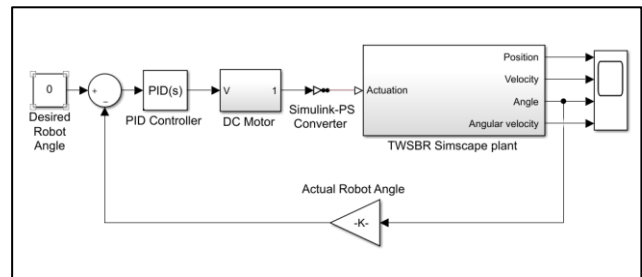 0
Desired
Robot
Angle
+
−
PID(s)
PID Controller
V
1
DC Motor
Simulink-PS
Converter
Actuation
Position
Velocity
Angle
Angular velocity
TWSBR Simscape plant
Actual Robot Angle
-K-